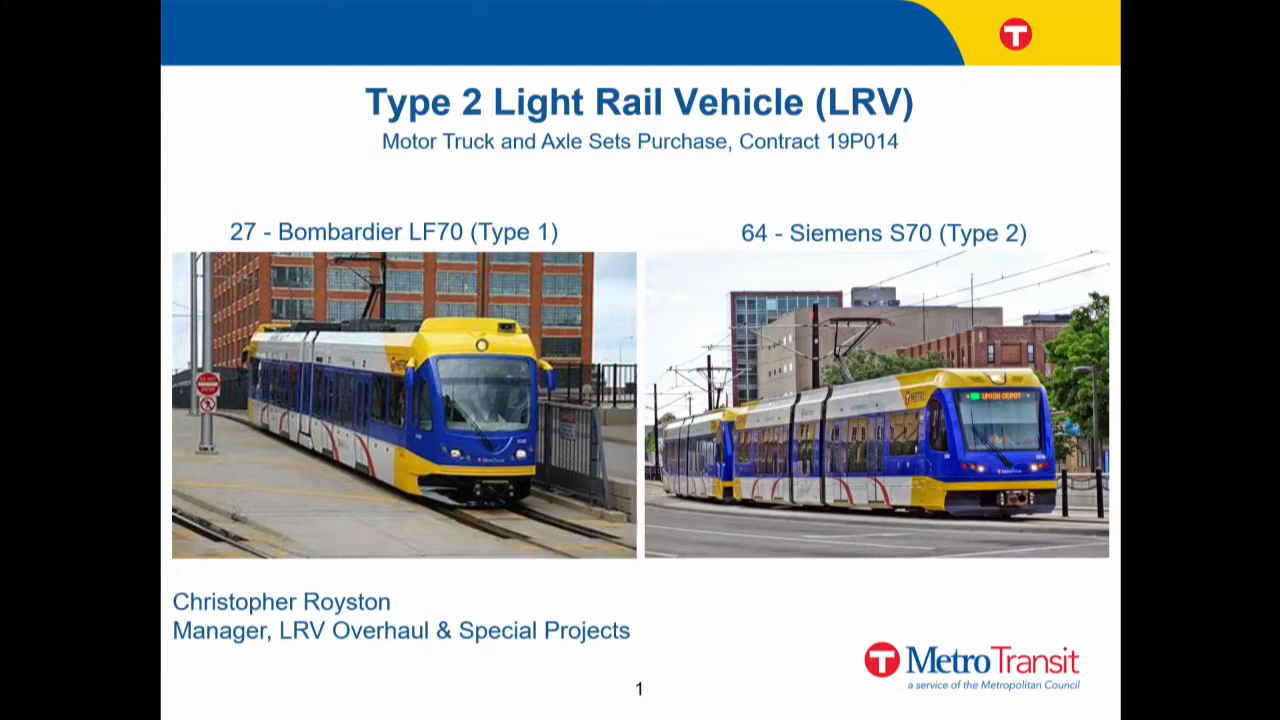 T
Type 2 Light Rail Vehicle (LRV)
Motor Truck and Axle Sets Purchase, Contract 19P014
27 - Bombardier LF70 (Type 1)
64 - Siemens S70 (Type 2)
METRO
UNION DEPOT
Christopher Royston
Manager, LRV Overhaul & Special Projects
T MetroTransit
a service of the Metropolitan Council
1